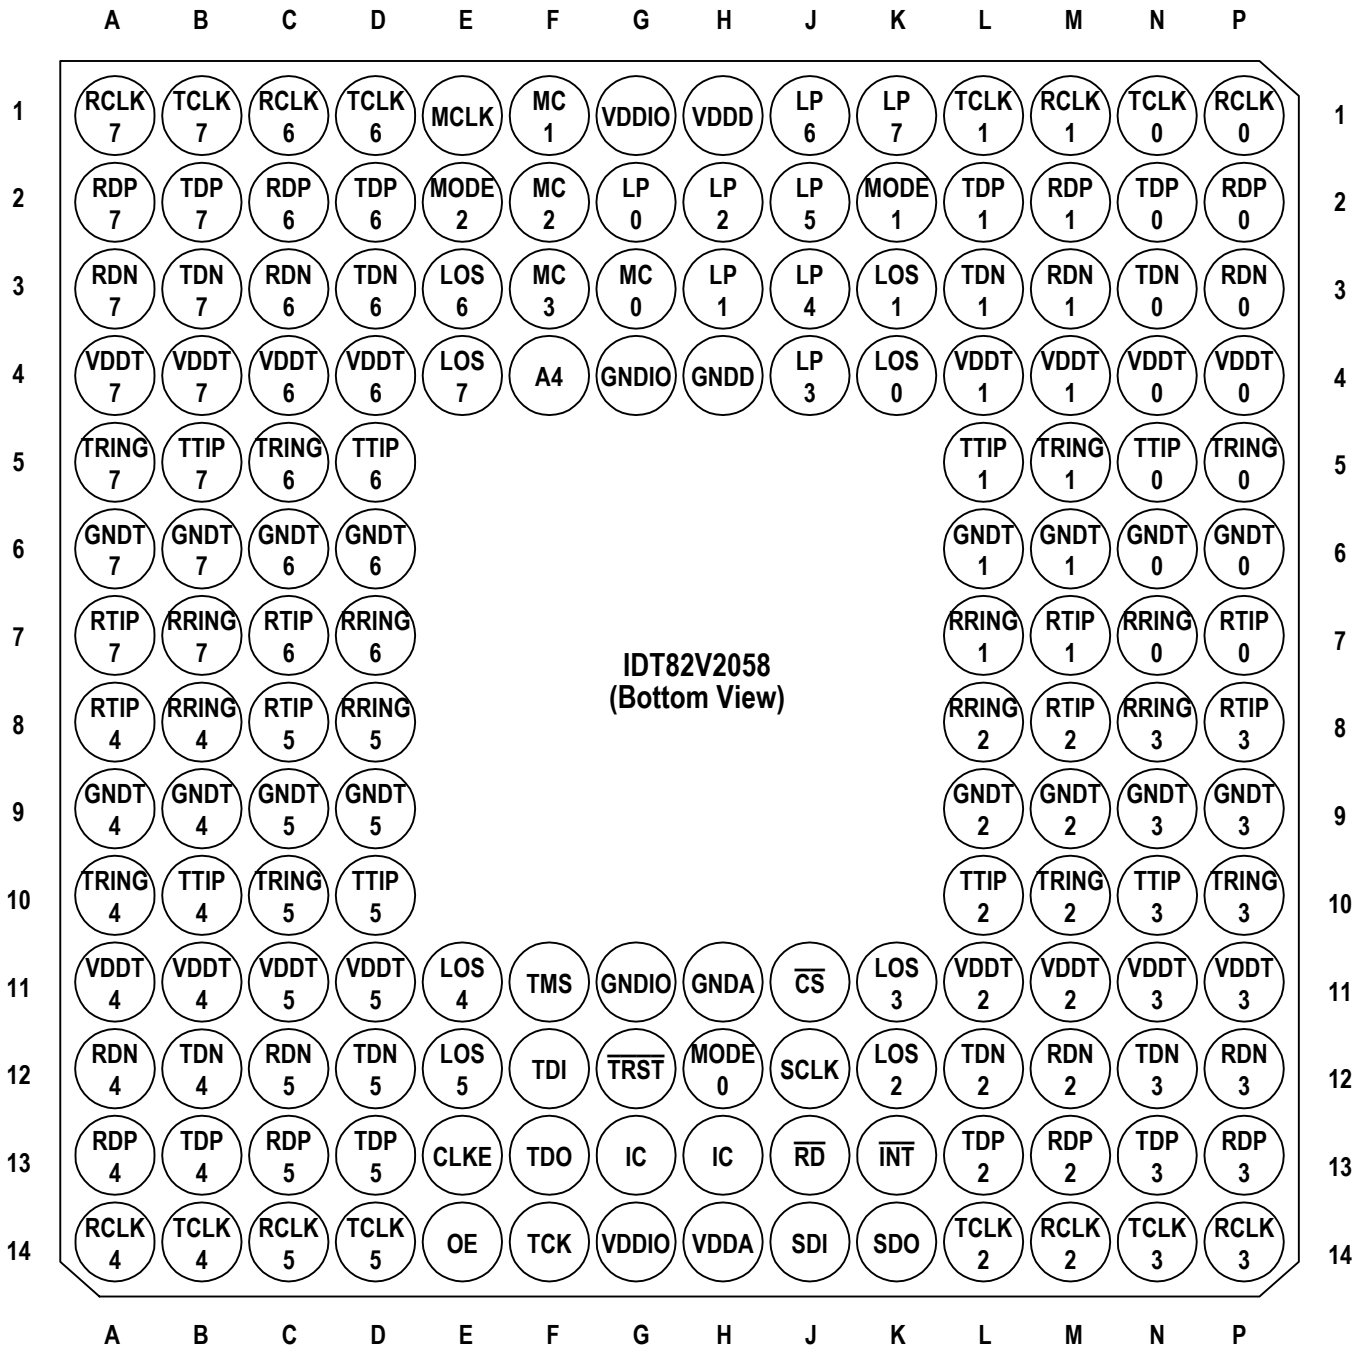 A B C D E F G H J K L M N P
1 RCLK 7 TCLK 7 RCLK 6 TCLK 6 MCLK MC 1 VDDIO VDDD LP 6 LP 7 TCLK 1 RCLK 1 TCLK 0 RCLK 0 1
2 RDP 7 TDP 7 RDP 6 TDP 6 MODE 2 MC 2 LP 0 LP 2 LP 5 MODE 1 TDP 1 RDP 1 TDP 0 RDP 0 2
3 RDN 7 TDN 7 RDN 6 TDN 6 LOS 6 MC 3 MC 0 LP 1 LP 4 LOS 1 TDN 1 RDN 1 TDN 0 RDN 0 3
4 VDDT 7 VDDT 7 VDDT 6 VDDT 6 LOS 7 A4 GNDIO GNDD LP 3 LOS 0 VDDT 1 VDDT 1 VDDT 0 VDDT 0 4
5 TRING 7 TTIP 7 TRING 6 TTIP 6 TTIP 1 TRING 1 TTIP 0 TRING 0 5
6 GNDT 7 GNDT 7 GNDT 6 GNDT 6 GNDT 1 GNDT 1 GNDT 0 GNDT 0 6
7 RTIP 7 RRING 7 RTIP 6 RRING 6 RRING 1 RTIP 1 RRING 0 RTIP 0 7
IDT82V2058
(Bottom View)
8 RTIP 4 RRING 4 RTIP 5 RRING 5 RRING 2 RTIP 2 RRING 3 RTIP 3 8
9 GNDT 4 GNDT 4 GNDT 5 GNDT 5 GNDT 2 GNDT 2 GNDT 3 GNDT 3 9
10 TRING 4 TTIP 4 TRING 5 TTIP 5 TTIP 2 TRING 2 TTIP 3 TRING 3 10
11 VDDT 4 VDDT 4 VDDT 5 VDDT 5 LOS 4 TMS GNDIO GNDA CS LOS 3 VDDT 2 VDDT 2 VDDT 3 VDDT 3 11
12 RDN 4 TDN 4 RDN 5 TDN 5 LOS 5 TDI TRST MODE 0 SCLK LOS 2 TDN 2 RDN 2 TDN 3 RDN 3 12
13 RDP 4 TDP 4 RDP 5 TDP 5 CLKE TDO IC IC RD INT TDP 2 RDP 2 TDP 3 RDP 3 13
14 RCLK 4 TCLK 4 RCLK 5 TCLK 5 OE TCK VDDIO VDDA SDI SDO TCLK 2 RCLK 2 TCLK 3 RCLK 3 14
A B C D E F G H J K L M N P